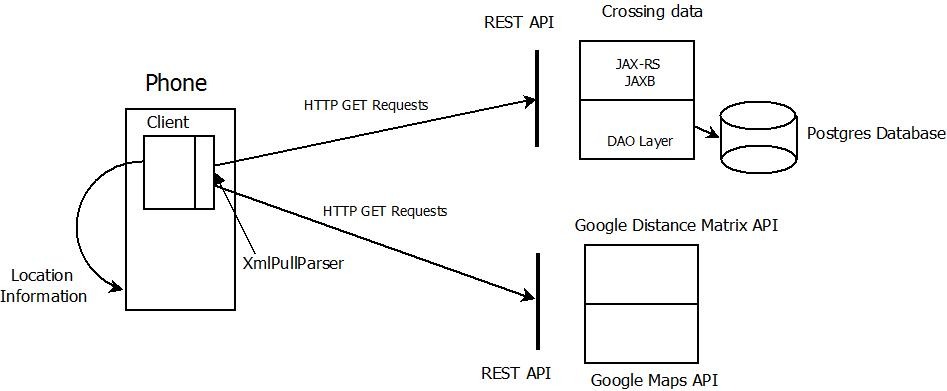 Crossing data
REST API
JAX-RS
JAXB
Phone
HTTP GET Requests
Client
DAO Layer
Postgres Database
HTTP GET Requests
Google Distance Matrix API
XmlPullParser
Location
Information
REST API
Google Maps API